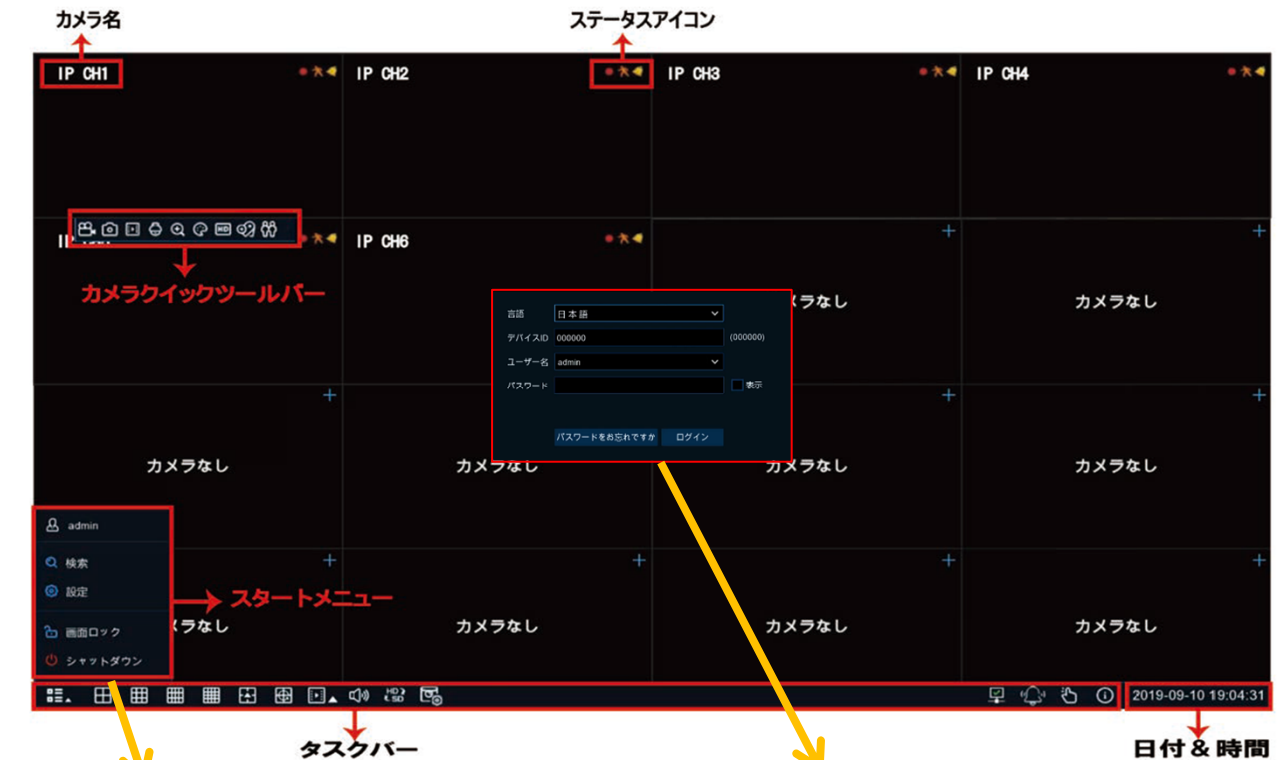 カメラ名
ステータスアイコン
IP CH1
IP CH2
IP CH3
IP CH4
HD
IP CH6
カメラクイックツールバー
ラなし
カメラなし
言語 日本語
デバイスID 000000 (000000)
ユーザー名 admin
パスワード 表示
パスワードをお忘れですか ログイン
カメラなし
カメラなし
カメラなし
カメラなし
admin
検索
設定
画面ロック
シャットダウン
スタートメニュー
ラなし
カメラなし
カメラなし
カメラなし
HD SD
2019-09-10 19:04:31
タスクバー
日付 & 時間